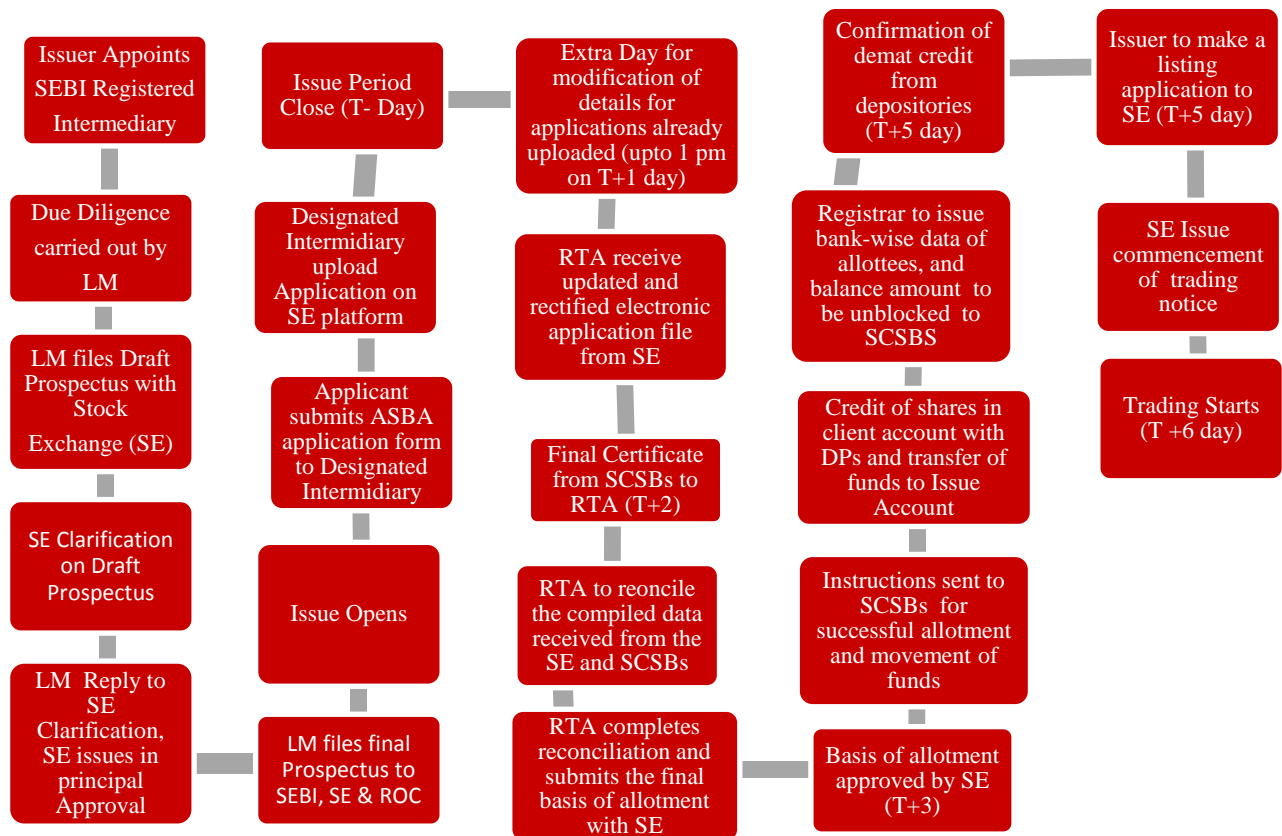 Issuer Appoints
SEBI Registered
Intermediary
Due Diligence
carried out by
LM
LM files Draft
Prospectus with
Stock
Exchange (SE)
SE Clarification
on Draft
Prospectus
LM Reply to
SE
Clarification,
SE issues in
principal
Approval
LM files final
Prospectus to
SEBI, SE & ROC
Issue Opens
Applicant
submits ASBA
application form
to Designated
Intermidiary
Designated
Intermidiary
upload
Application on
SE platform
Issue Period
Close (T- Day)
Extra Day for
modification of
details for
applications already
uploaded (upto 1 pm
on T+1 day)
RTA receive
updated and
rectified electronic
application file
from SE
Final Certificate
from SCSBs to
RTA (T+2)
RTA to reconcile
the compiled data
received from the
SE and SCSBs
RTA completes
reconciliation and
submits the final
basis of allotment
with SE
Basis of allotment
approved by SE
(T+3)
Instructions sent to
SCSBs for
successful allotment
and movement of
funds
Credit of shares in
client account with
DPs and transfer of
funds to Issue
Account
Registrar to issue
bank-wise data of
allottees, and
balance amount to
be unblocked to
SCSBS
Confirmation of
demat credit
from
depositories
(T+5 day)
Issuer to make a
listing
application to
SE (T+5 day)
SE Issue
commencement
of trading
notice
Trading Starts
(T +6 day)